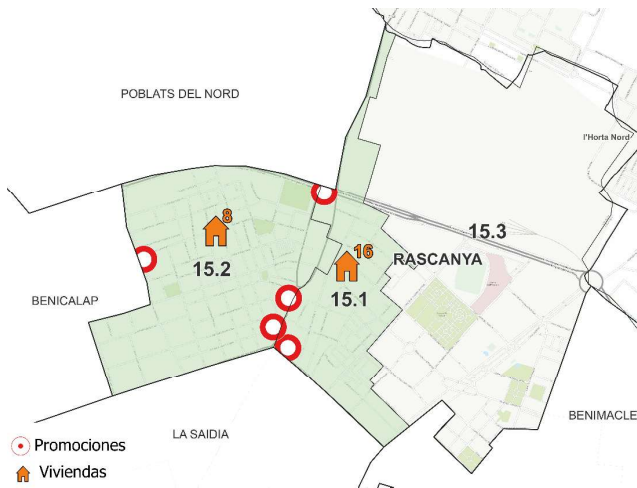 POBLATS DEL NORD
l'Horta Nord
8
15.3
16
15.2
RASCANYA
15.1
BENICALAP
BENIMACLET
LA SAIDIA
Promociones
Viviendas